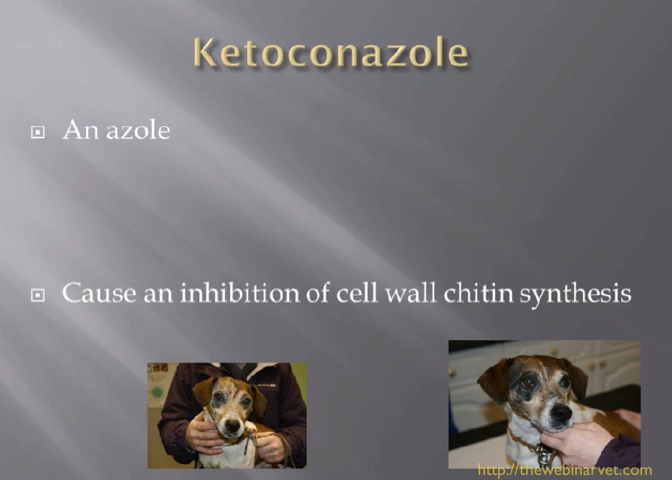 Ketoconazole
An azole
Cause an inhibition of cell wall chitin synthesis
http://thewebinarvet.com